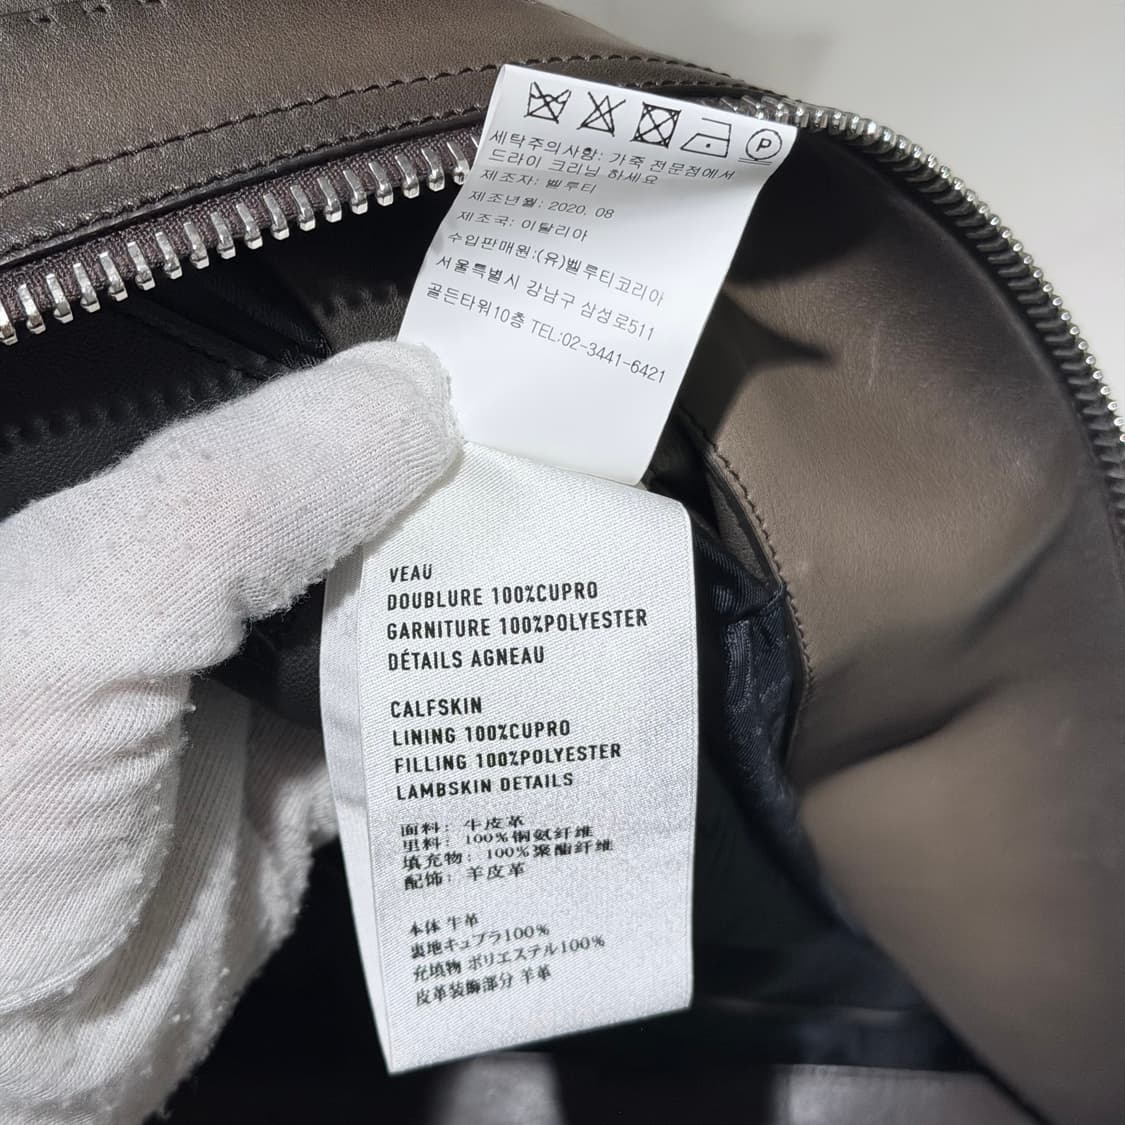 P
세탁주의사항: 가죽 전문점에서
드라이 크리닝 하세요
제조자: 벨루티
제조년월: 2020. 08
제조국: 이탈리아
수입판매원:(유)벨루티코리아
서울특별시 강남구 삼성로511
골든타워10층 TEL:02-3441-6421
VEAU
DOUBLURE 100%CUPRO
GARNITURE 100%POLYESTER
DÉTAILS AGNEAU
CALFSKIN
LINING 100%CUPRO
FILLING 100%POLYESTER
LAMBSKIN DETAILS
面料: 牛皮革
里料: 100%铜氨纤维
填充物: 100%聚酯纤维
配饰: 羊皮革
本体 牛革
裏地キュプラ100%
充填物 ポリエステル100%
皮革装飾部分 羊革